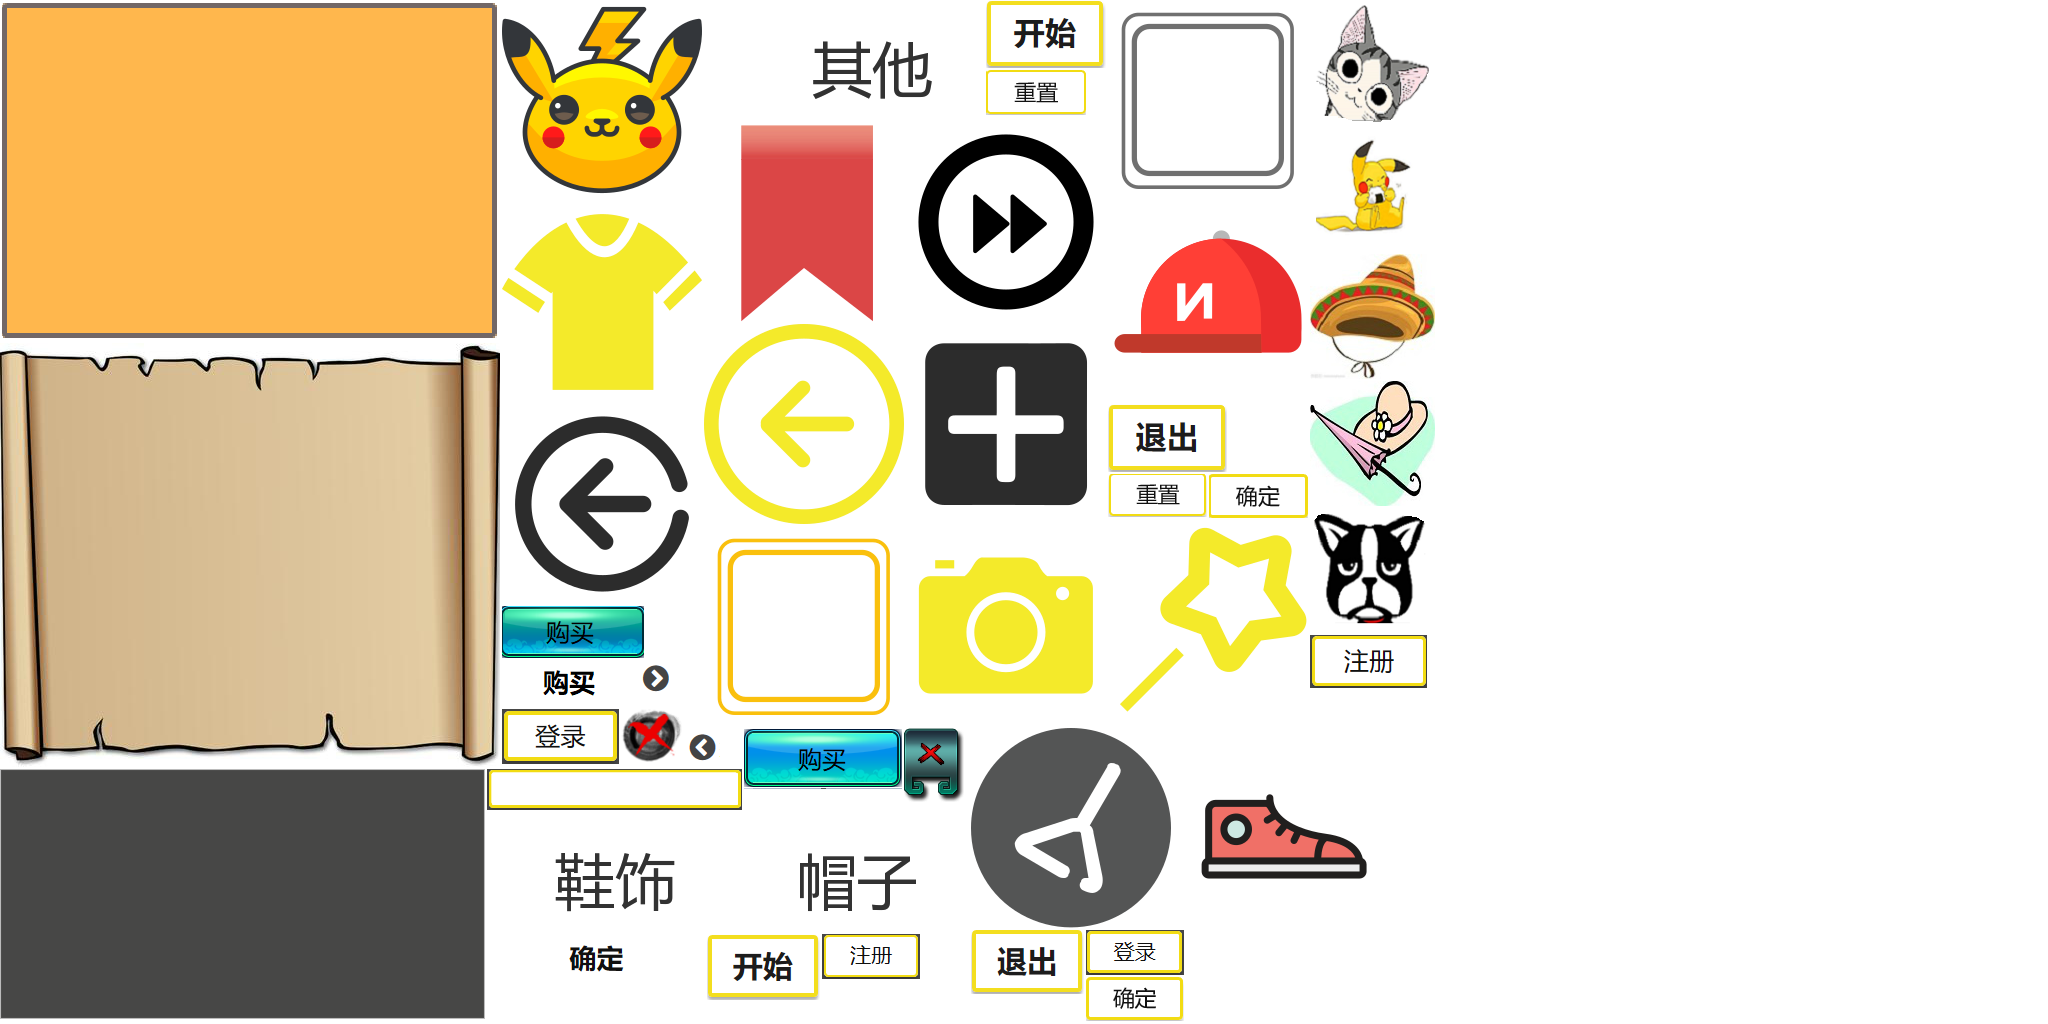 其他
开始
重置
И
退出
重置
确定
购买
购买
注册
登录
购买
鞋饰
帽子
确定
开始
注册
退出
登录
确定